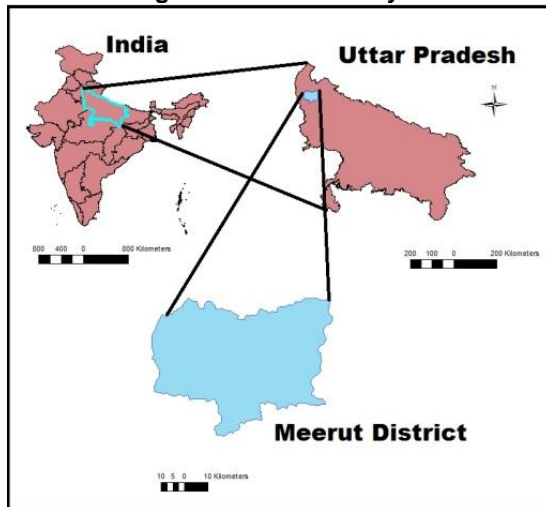 India
Uttar Pradesh
N
800 400 0 800 Kilometers
200 100 0 200 Kilometers
Meerut District
10 5 0 10 Kilometers